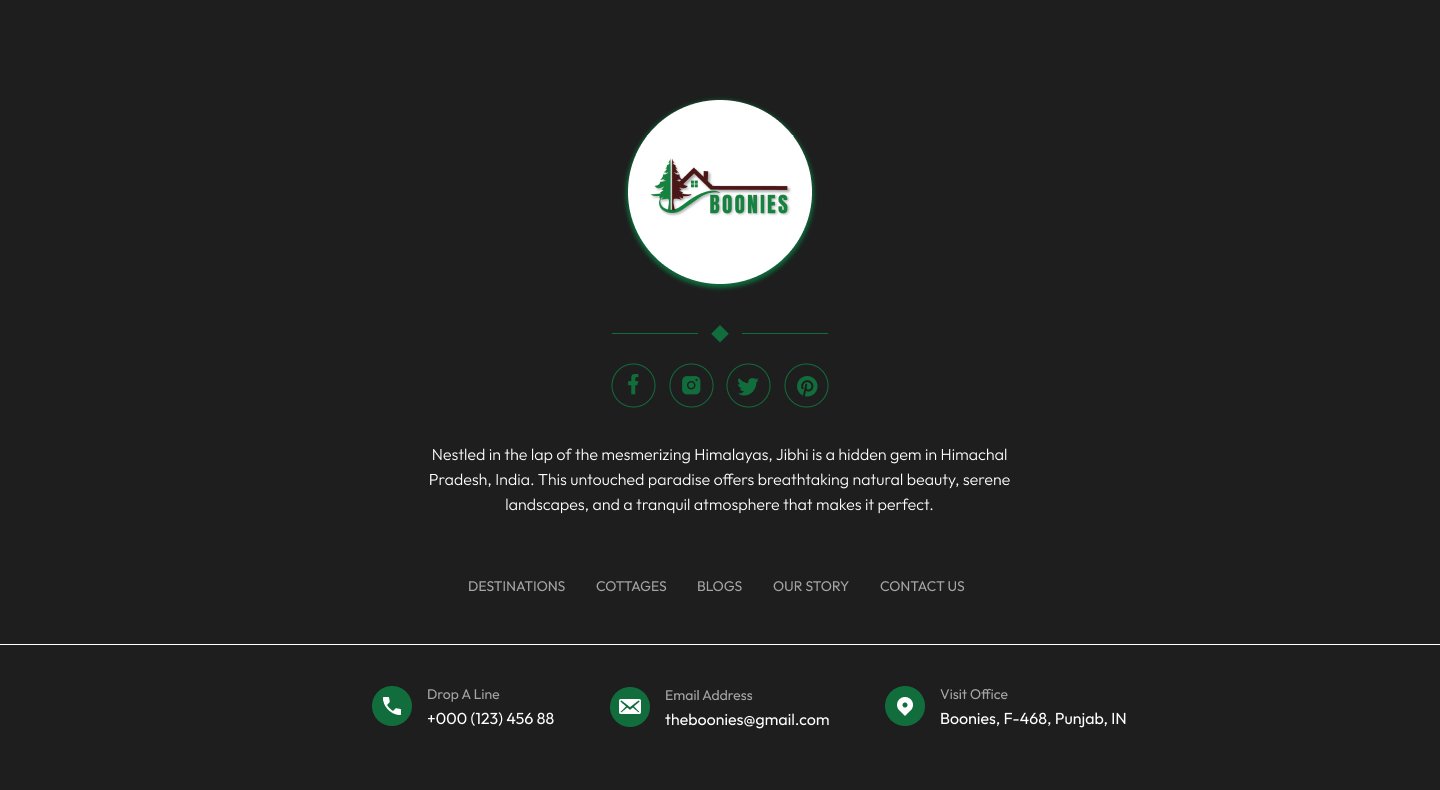 BOONIES
Nestled in the lap of the mesmerizing Himalayas, Jibhi is a hidden gem in Himachal
Pradesh, India. This untouched paradise offers breathtaking natural beauty, serene
landscapes, and a tranquil atmosphere that makes it perfect.
DESTINATIONS COTTAGES BLOGS OUR STORY CONTACT US
Drop A Line
+000 (123) 456 88
Email Address
theboonies@gmail.com
Visit Office
Boonies, F-468, Punjab, IN